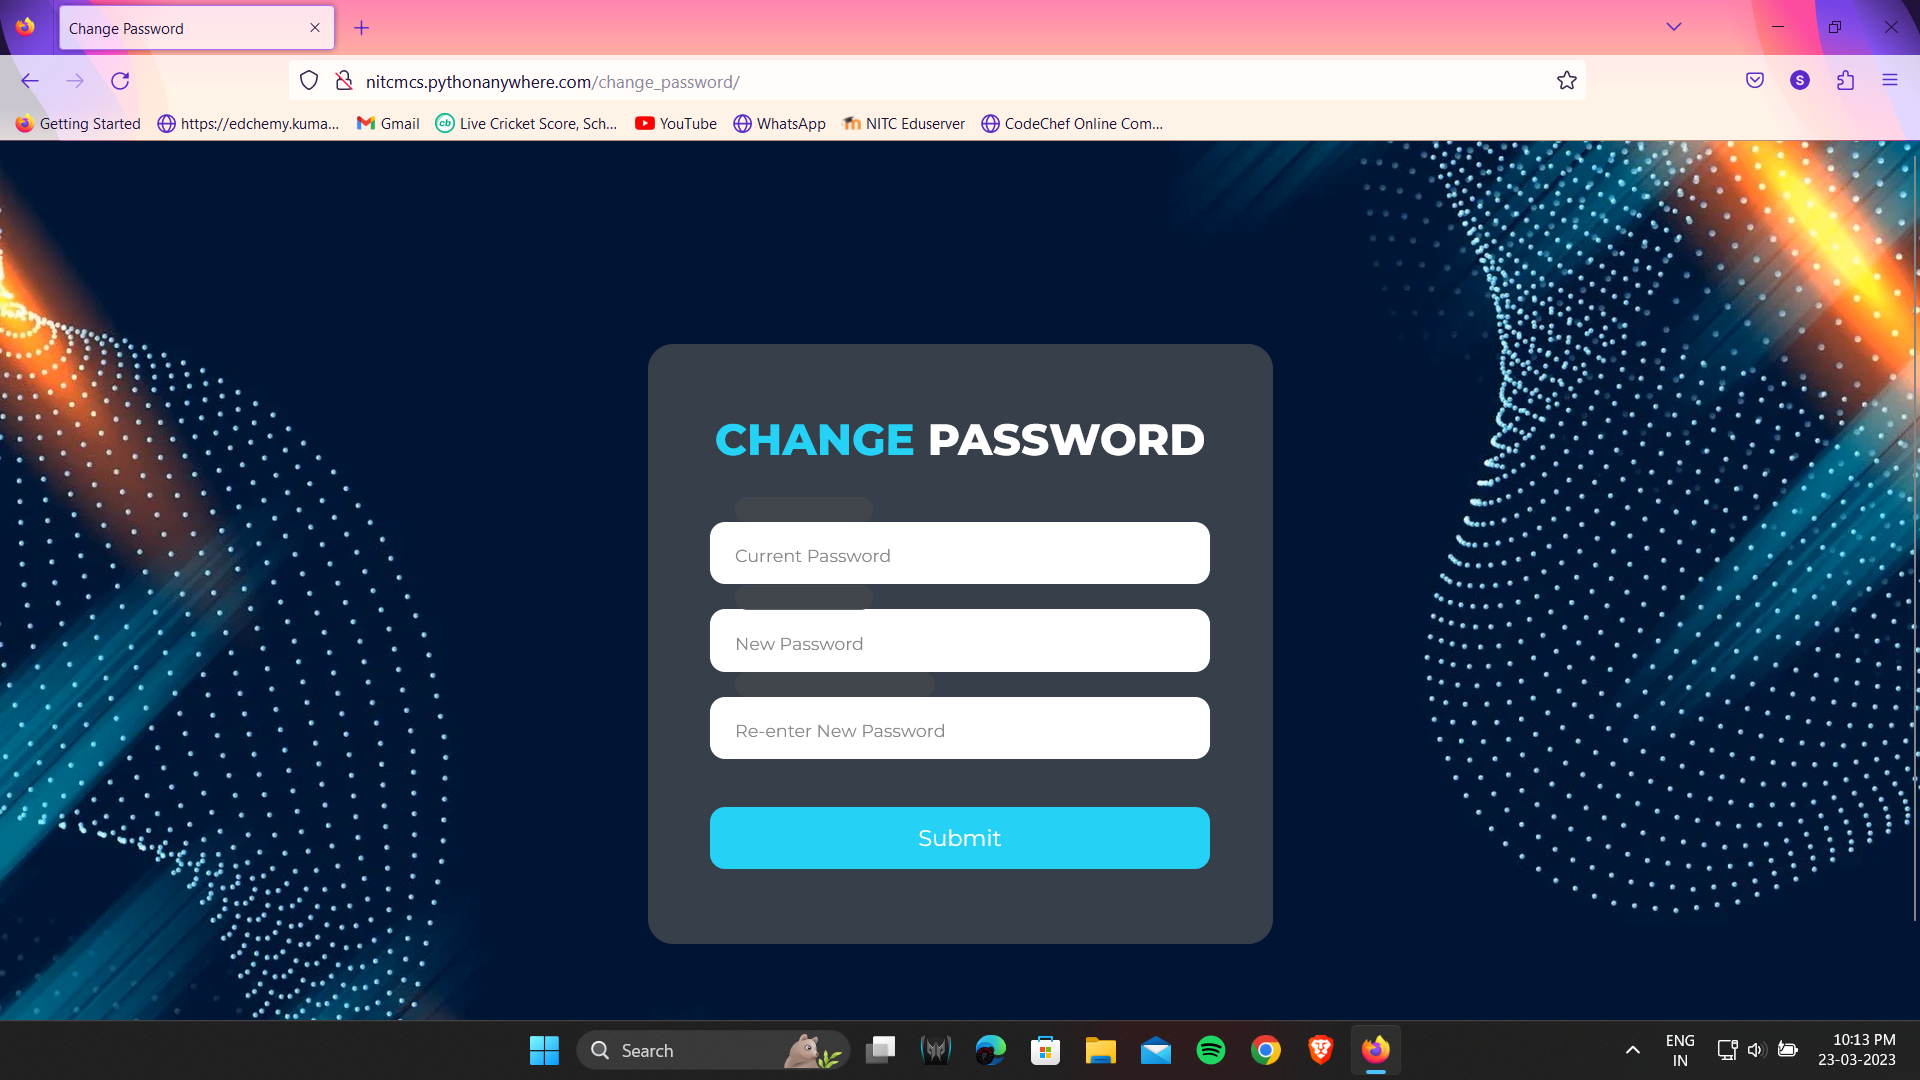 Change Password
nitcmcs.pythonanywhere.com/change_password/
S
Getting Started
https://edchemy.kuma...
Gmail
cb
Live Cricket Score, Sch...
YouTube
WhatsApp
NITC Eduserver
CodeChef Online Com...
CHANGE PASSWORD
Current Password
New Password
Re-enter New Password
Submit
Search
ENG
IN
10:13 PM
23-03-2023